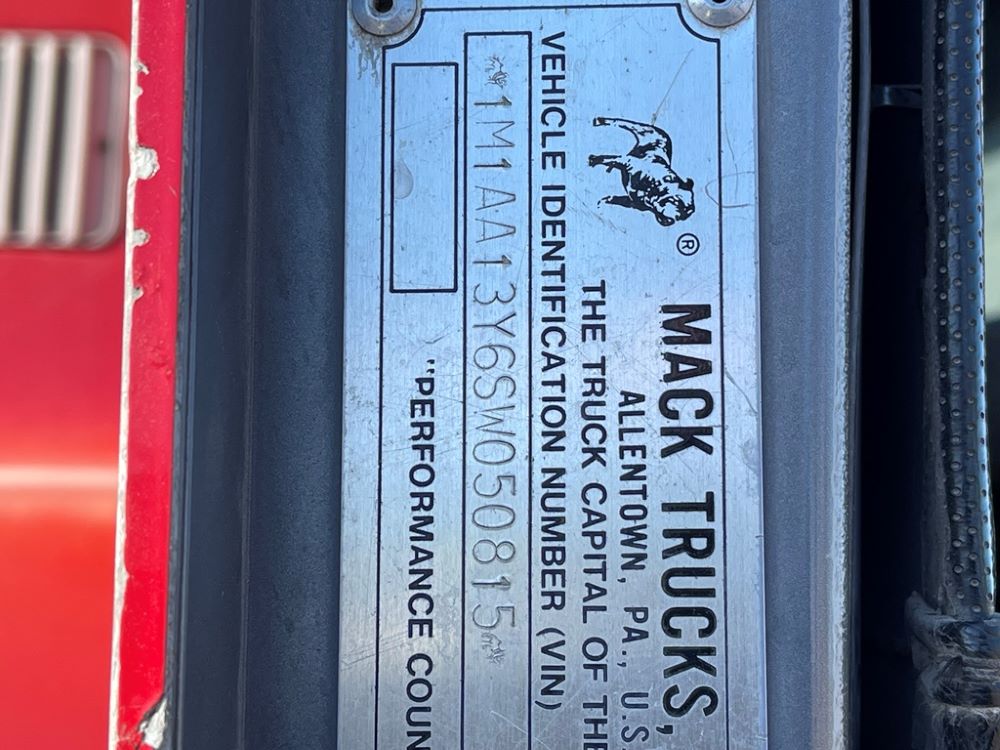 ® MACK TRUCKS,
ALLENTOWN, PA., U.S.
THE TRUCK CAPITAL OF THE
VEHICLE IDENTIFICATION NUMBER (VIN)
*1M1AA13Y6SW050815*
"PERFORMANCE COUN